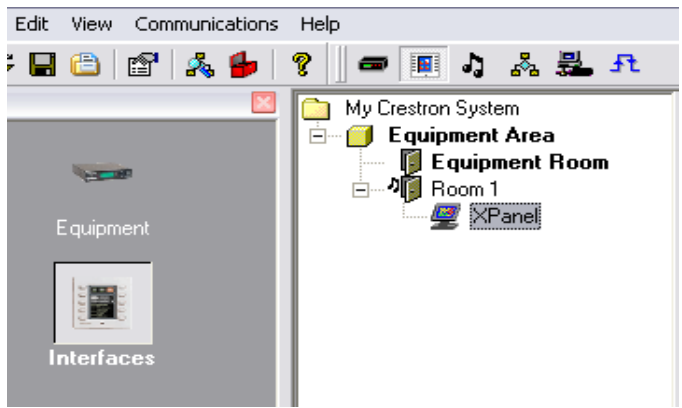 Edit View Communications Help
My Crestron System
Equipment Area
Equipment Room
Room 1
XPanel
Equipment
Interfaces